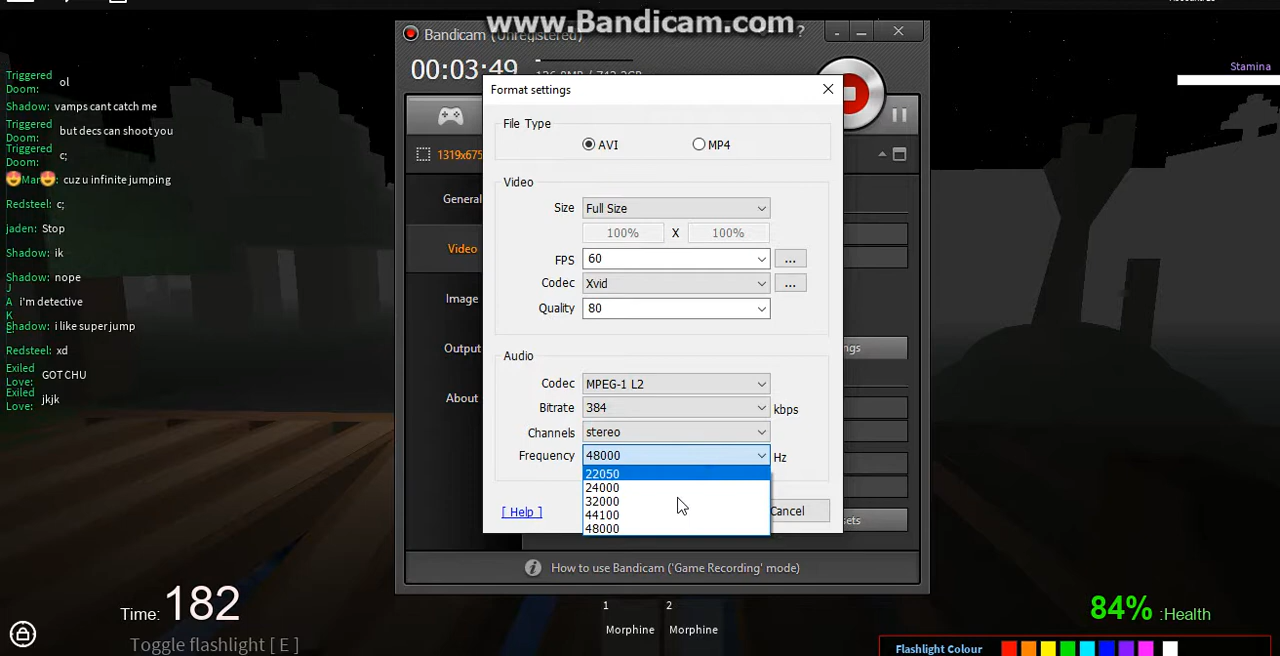 www.Bandicam.com
Bandicam (Unregistered)
?
00:03:49
Stamina
Triggered
Doom: ol
Shadow: vamps cant catch me
Triggered
Doom: but decs can shoot you
Triggered
Doom: c;
😍Mar😍: cuz u infinite jumping
Redsteel: c;
jaden: Stop
Shadow: ik
Shadow: nope
J
A i'm detective
K
Shadow: i like super jump
Redsteel: xd
Exiled
Love: GOT CHU
Exiled
Love: jkjk
1319x675
General
Video
Image
Output
About
Format settings
File Type
AVI MP4
Video
Size Full Size
100% X 100%
FPS 60 ...
Codec Xvid ...
Quality 80
Audio
Codec MPEG-1 L2
Bitrate 384 kbps
Channels stereo
Frequency 48000 Hz
22050
24000
32000
44100
48000
[ Help ] Cancel
How to use Bandicam ('Game Recording' mode)
Time: 182
Toggle flashlight [ E ]
1 2
Morphine Morphine
84% :Health
Flashlight Colour